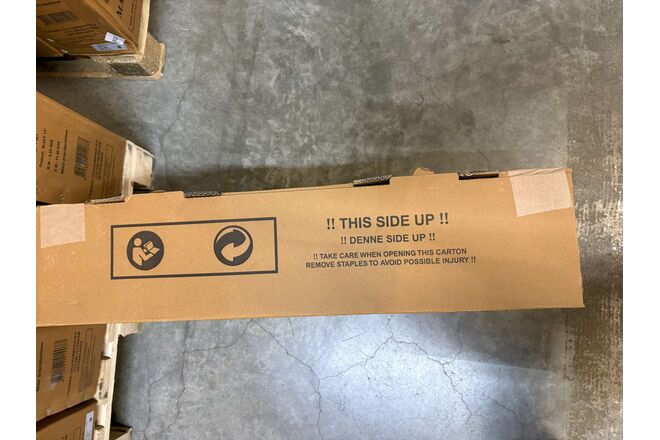 !! THIS SIDE UP !!
!! DENNE SIDE UP !!
!! TAKE CARE WHEN OPENING THIS CARTON
REMOVE STAPLES TO AVOID POSSIBLE INJURY !!